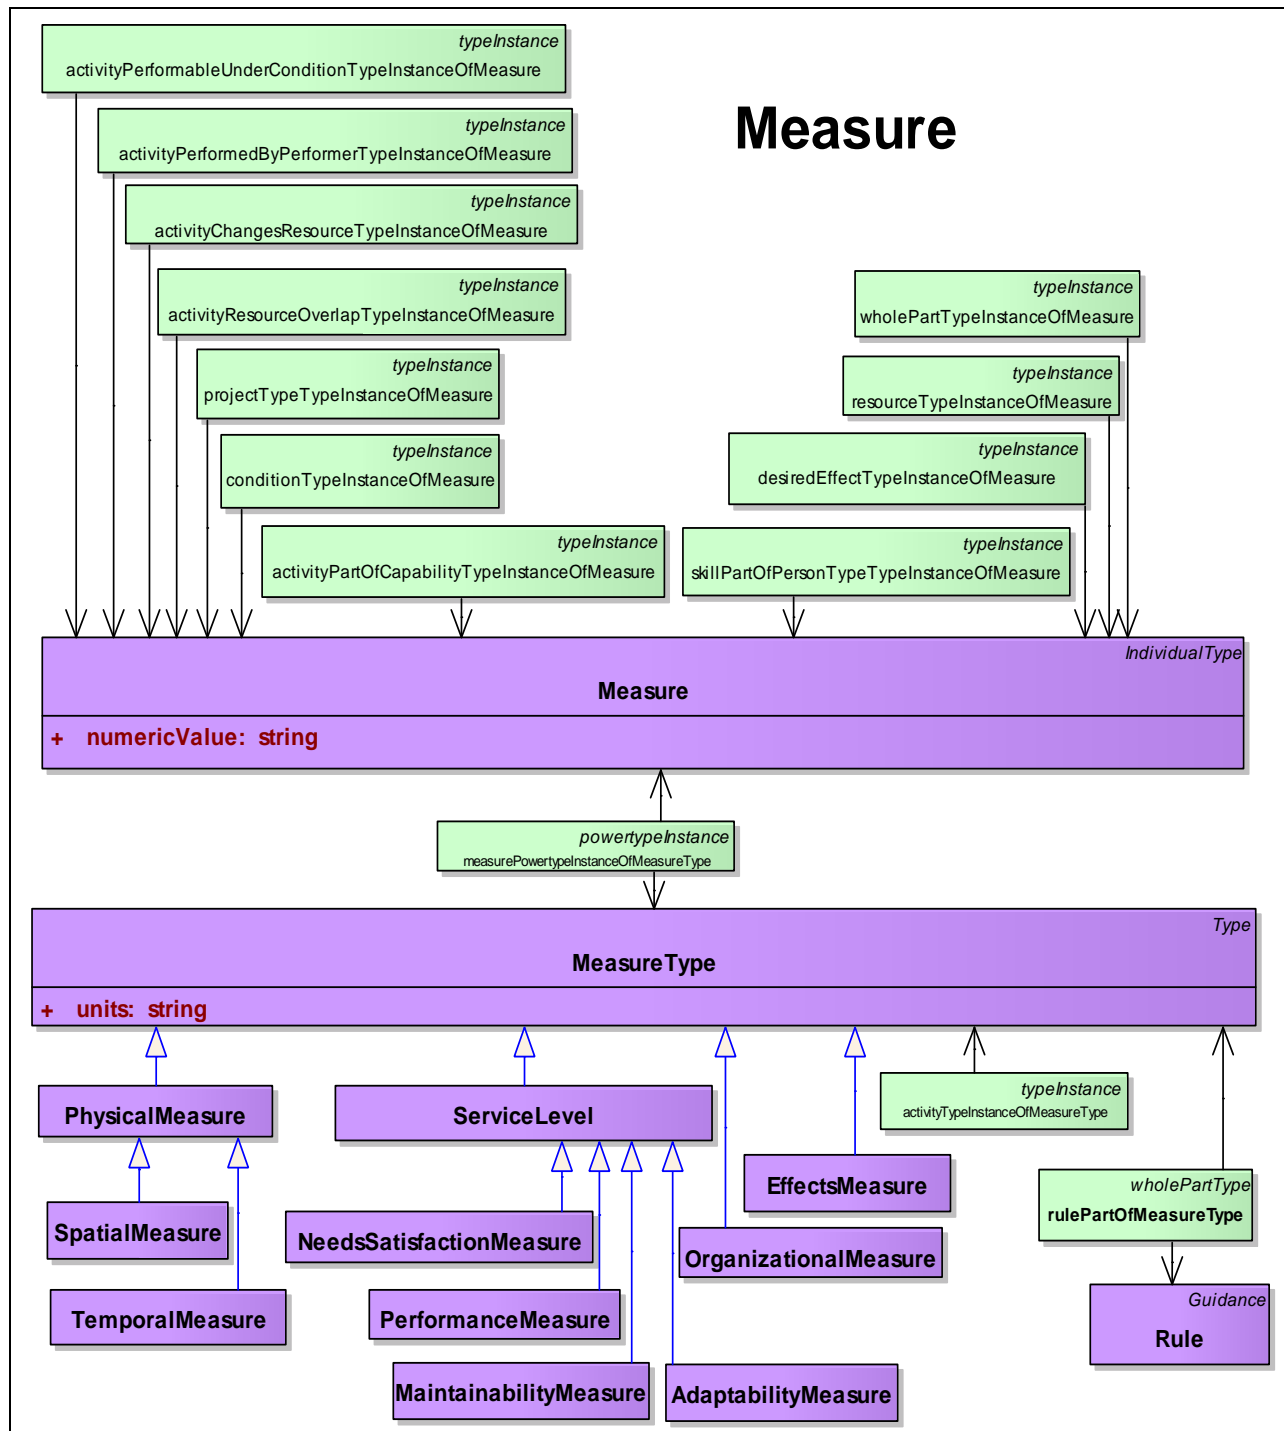 typeInstance
activityPerformableUnderConditionTypeInstanceOfMeasure
Measure
typeInstance
activityPerformedByPerformerTypeInstanceOfMeasure
typeInstance
activityChangesResourceTypeInstanceOfMeasure
typeInstance
activityResourceOverlapTypeInstanceOfMeasure
typeInstance
wholePartTypeInstanceOfMeasure
typeInstance
projectTypeTypeInstanceOfMeasure
typeInstance
resourceTypeInstanceOfMeasure
typeInstance
conditionTypeInstanceOfMeasure
typeInstance
desiredEffectTypeInstanceOfMeasure
typeInstance
activityPartOfCapabilityTypeInstanceOfMeasure
typeInstance
skillPartOfPersonTypeTypeInstanceOfMeasure
IndividualType
Measure
+ numericValue: string
powertypeInstance
measurePowertypeInstanceOfMeasureType
Type
MeasureType
+ units: string
PhysicalMeasure
ServiceLevel
typeInstance
activityTypeInstanceOfMeasureType
EffectsMeasure
wholePartType
rulePartOfMeasureType
SpatialMeasure
NeedsSatisfactionMeasure
OrganizationalMeasure
TemporalMeasure
PerformanceMeasure
Guidance
Rule
MaintainabilityMeasure
AdaptabilityMeasure